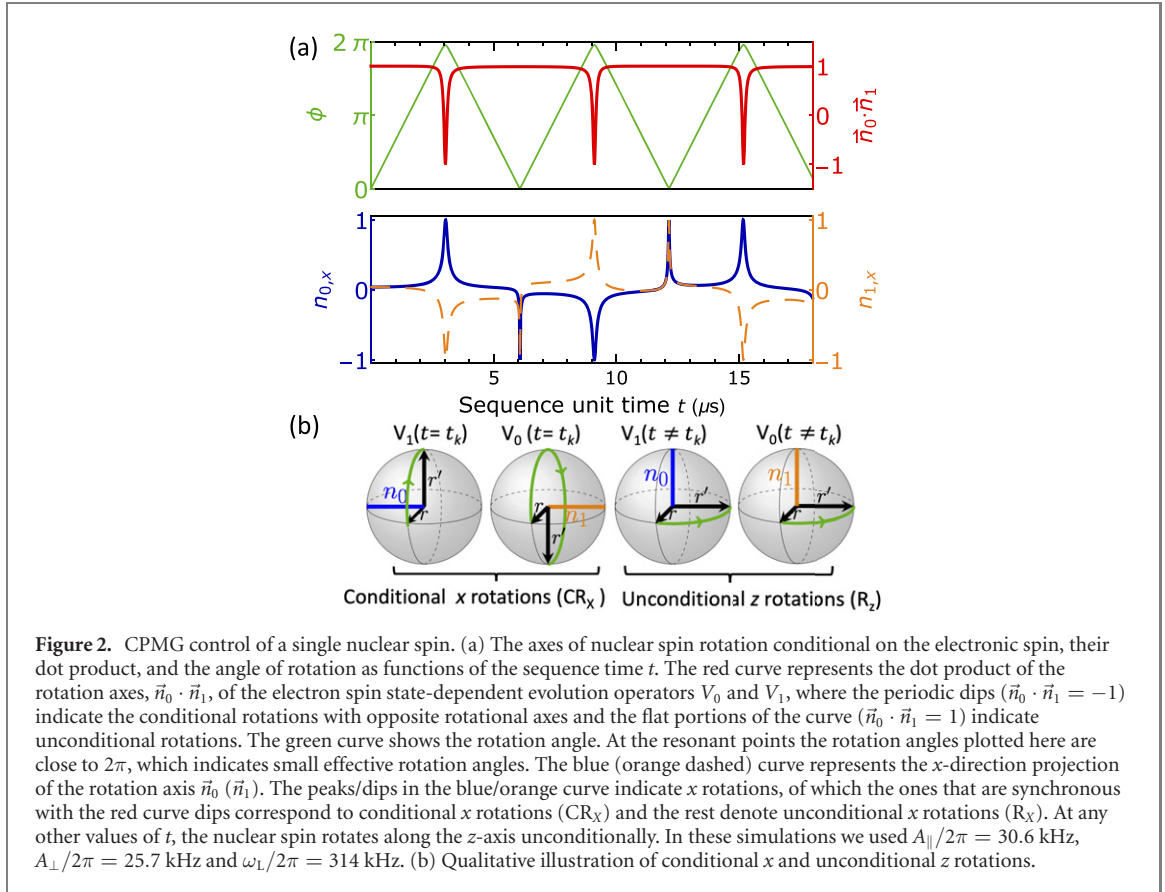 (a)
2 π
π
0
ϕ
1
0
−1
n⃗₀·n⃗₁
1
0
−1
n₀,ₓ
1
0
−1
n₁,ₓ
5 10 15
Sequence unit time t (μs)
(b)
V₁(t= tₖ) V₀ (t= tₖ) V₁(t ≠ tₖ) V₀(t ≠ tₖ)
n₀ r r′
n₁ r r′
n₀ r r′
n₁ r r′
Conditional x rotations (CRₓ) Unconditional z rotations (R_z)
Figure 2. CPMG control of a single nuclear spin. (a) The axes of nuclear spin rotation conditional on the electronic spin, their
dot product, and the angle of rotation as functions of the sequence time t. The red curve represents the dot product of the
rotation axes, n⃗₀ · n⃗₁, of the electron spin state-dependent evolution operators V₀ and V₁, where the periodic dips (n⃗₀ · n⃗₁ = −1)
indicate the conditional rotations with opposite rotational axes and the flat portions of the curve (n⃗₀ · n⃗₁ = 1) indicate
unconditional rotations. The green curve shows the rotation angle. At the resonant points the rotation angles plotted here are
close to 2π, which indicates small effective rotation angles. The blue (orange dashed) curve represents the x-direction projection
of the rotation axis n⃗₀ (n⃗₁). The peaks/dips in the blue/orange curve indicate x rotations, of which the ones that are synchronous
with the red curve dips correspond to conditional x rotations (CR_X) and the rest denote unconditional x rotations (R_X). At any
other values of t, the nuclear spin rotates along the z-axis unconditionally. In these simulations we used A∥/2π = 30.6 kHz,
A⊥/2π = 25.7 kHz and ω_L/2π = 314 kHz. (b) Qualitative illustration of conditional x and unconditional z rotations.